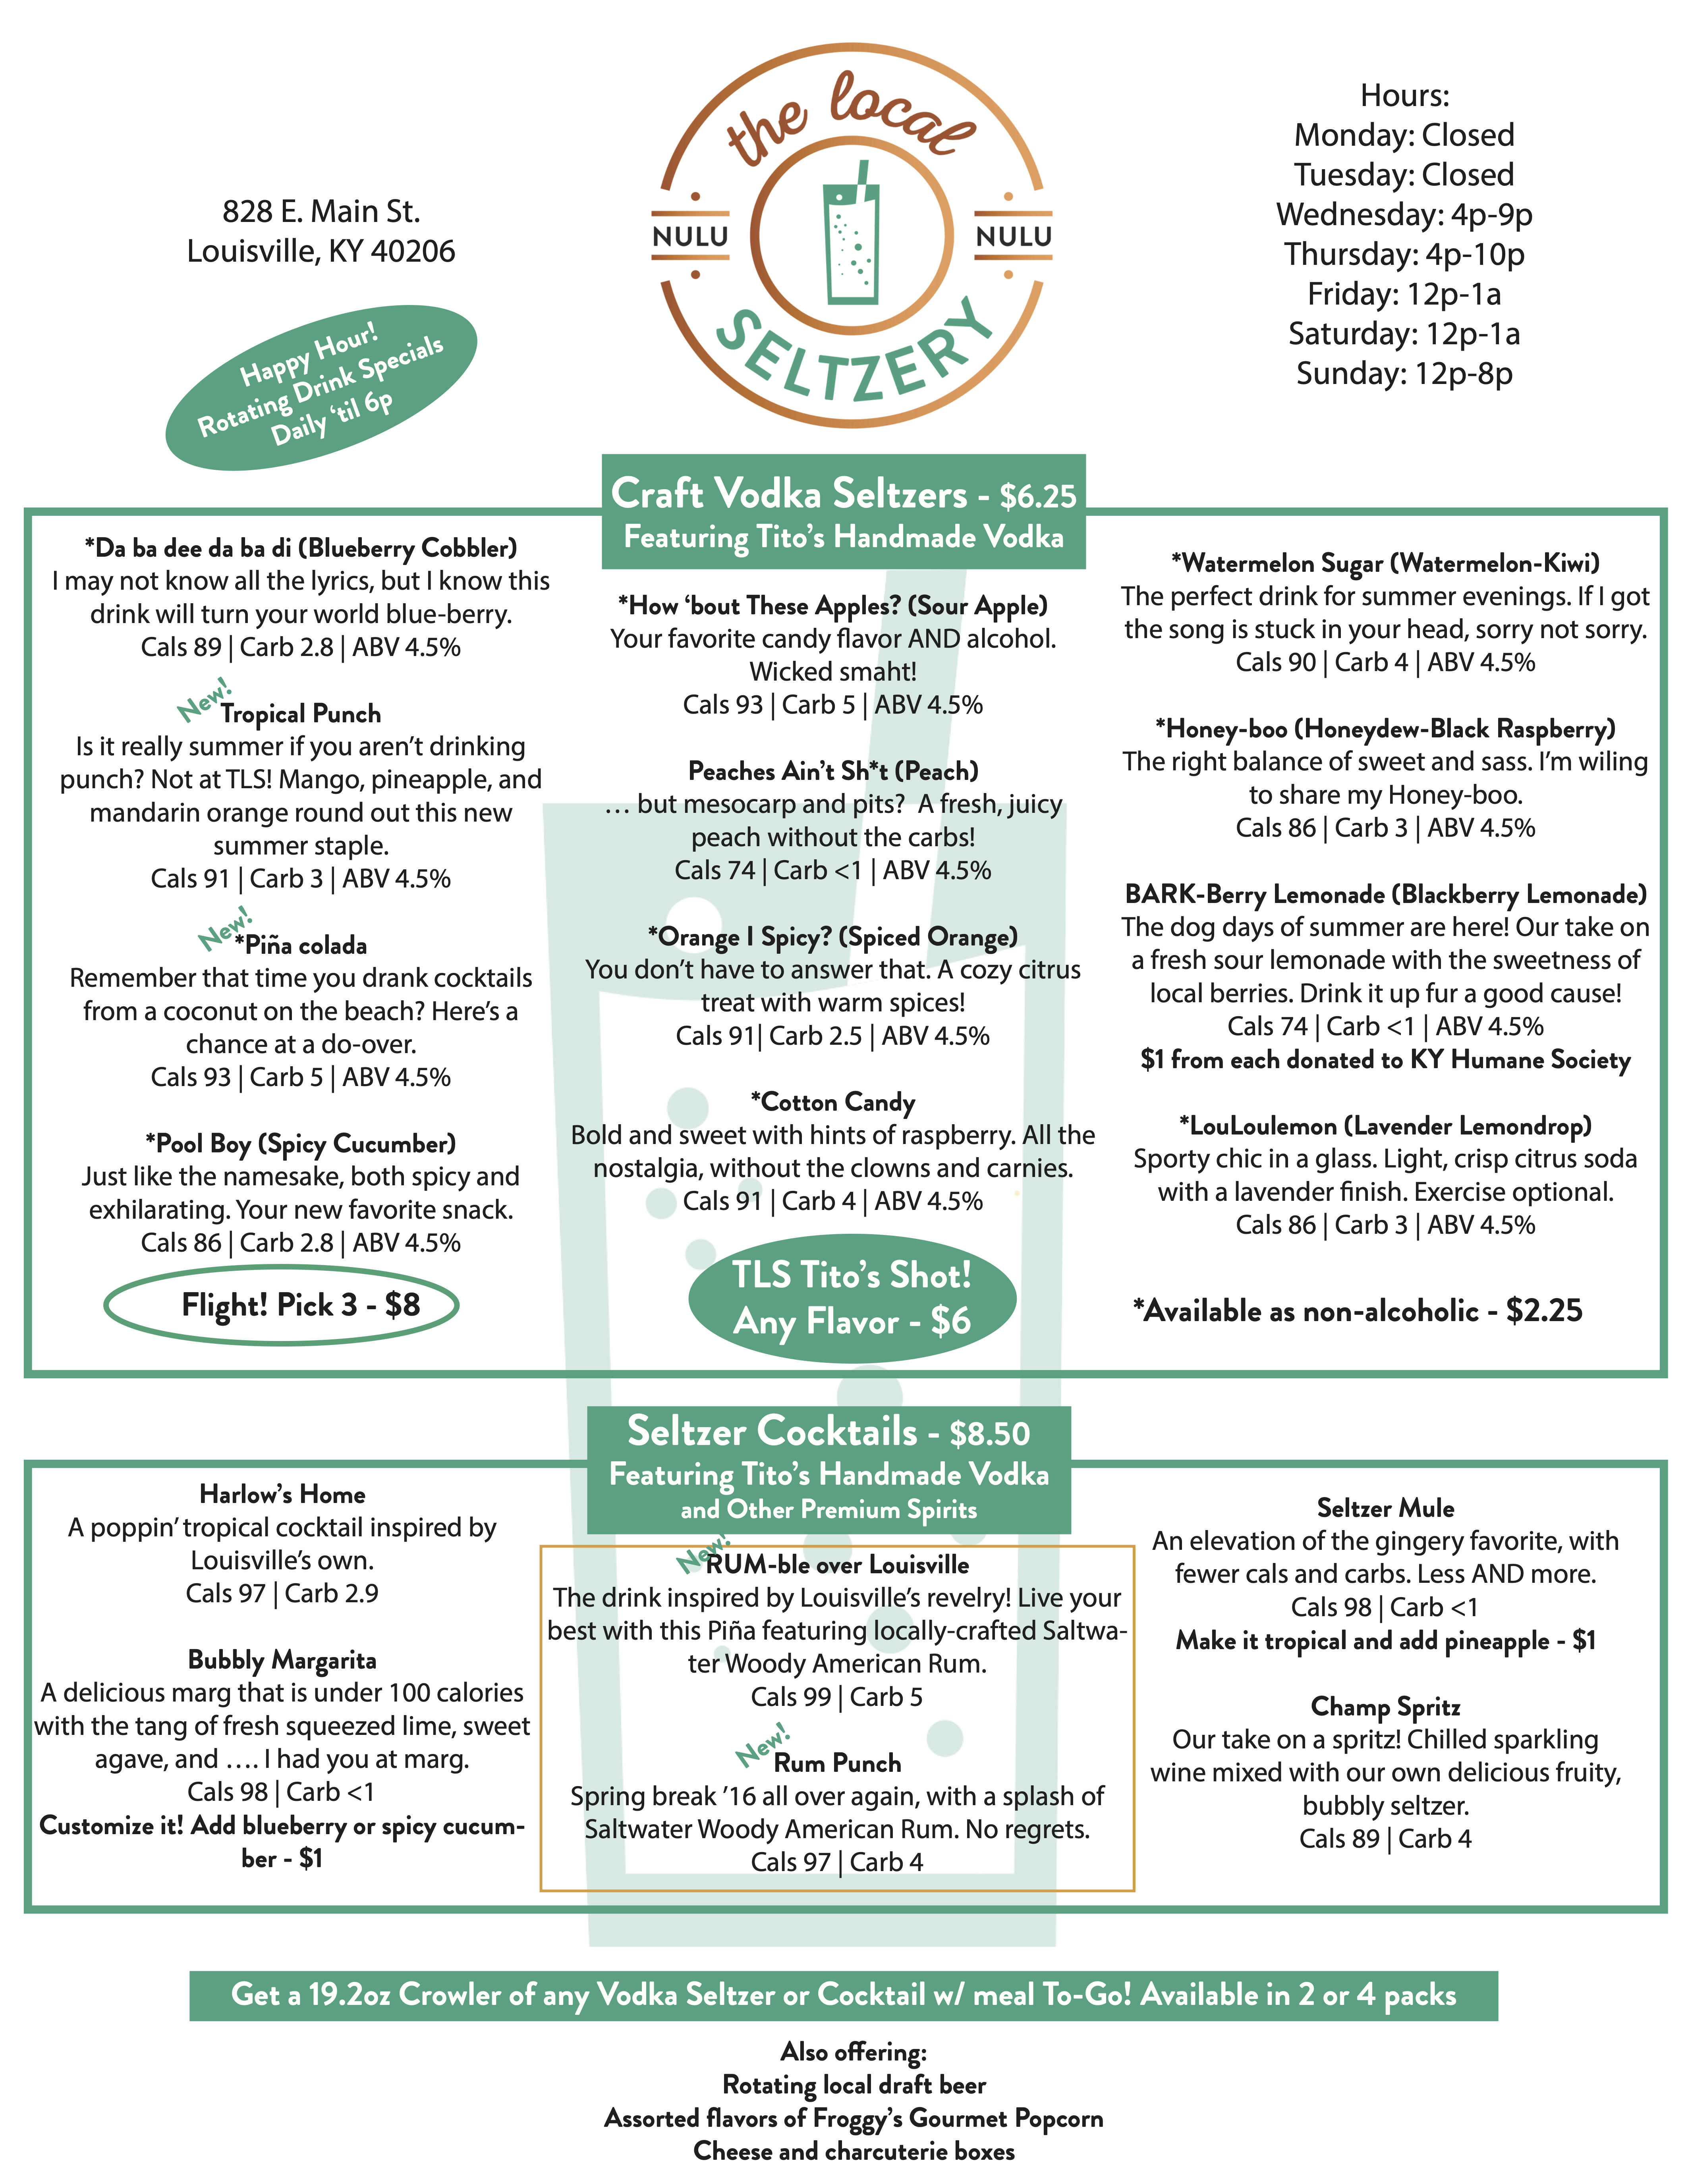 828 E. Main St.
Louisville, KY 40206
Happy Hour!
Rotating Drink Specials
Daily ‘til 6p
the local
NULU
NULU
SELTZERY
Hours:
Monday: Closed
Tuesday: Closed
Wednesday: 4p-9p
Thursday: 4p-10p
Friday: 12p-1a
Saturday: 12p-1a
Sunday: 12p-8p
Craft Vodka Seltzers - $6.25
Featuring Tito’s Handmade Vodka
*Da ba dee da ba di (Blueberry Cobbler)
I may not know all the lyrics, but I know this
drink will turn your world blue-berry.
Cals 89 | Carb 2.8 | ABV 4.5%
New!
Tropical Punch
Is it really summer if you aren’t drinking
punch? Not at TLS! Mango, pineapple, and
mandarin orange round out this new
summer staple.
Cals 91 | Carb 3 | ABV 4.5%
New!
*Piña colada
Remember that time you drank cocktails
from a coconut on the beach? Here’s a
chance at a do-over.
Cals 93 | Carb 5 | ABV 4.5%
*Pool Boy (Spicy Cucumber)
Just like the namesake, both spicy and
exhilarating. Your new favorite snack.
Cals 86 | Carb 2.8 | ABV 4.5%
Flight! Pick 3 - $8
*How ‘bout These Apples? (Sour Apple)
Your favorite candy flavor AND alcohol.
Wicked smaht!
Cals 93 | Carb 5 | ABV 4.5%
Peaches Ain’t Sh*t (Peach)
… but mesocarp and pits?  A fresh, juicy
peach without the carbs!
Cals 74 | Carb <1 | ABV 4.5%
*Orange I Spicy? (Spiced Orange)
You don’t have to answer that. A cozy citrus
treat with warm spices!
Cals 91| Carb 2.5 | ABV 4.5%
*Cotton Candy
Bold and sweet with hints of raspberry. All the
nostalgia, without the clowns and carnies.
Cals 91 | Carb 4 | ABV 4.5%
TLS Tito’s Shot!
Any Flavor - $6
*Watermelon Sugar (Watermelon-Kiwi)
The perfect drink for summer evenings. If I got
the song is stuck in your head, sorry not sorry.
Cals 90 | Carb 4 | ABV 4.5%
*Honey-boo (Honeydew-Black Raspberry)
The right balance of sweet and sass. I’m wiling
to share my Honey-boo.
Cals 86 | Carb 3 | ABV 4.5%
BARK-Berry Lemonade (Blackberry Lemonade)
The dog days of summer are here! Our take on
a fresh sour lemonade with the sweetness of
local berries. Drink it up fur a good cause!
Cals 74 | Carb <1 | ABV 4.5%
$1 from each donated to KY Humane Society
*LouLoulemon (Lavender Lemondrop)
Sporty chic in a glass. Light, crisp citrus soda
with a lavender finish. Exercise optional.
Cals 86 | Carb 3 | ABV 4.5%
*Available as non-alcoholic - $2.25
Seltzer Cocktails - $8.50
Featuring Tito’s Handmade Vodka
and Other Premium Spirits
Harlow’s Home
A poppin’ tropical cocktail inspired by
Louisville’s own.
Cals 97 | Carb 2.9
Bubbly Margarita
A delicious marg that is under 100 calories
with the tang of fresh squeezed lime, sweet
agave, and …. I had you at marg.
Cals 98 | Carb <1
Customize it! Add blueberry or spicy cucum-
ber - $1
New!
RUM-ble over Louisville
The drink inspired by Louisville’s revelry! Live your
best with this Piña featuring locally-crafted Saltwa-
ter Woody American Rum.
Cals 99 | Carb 5
New!
Rum Punch
Spring break ’16 all over again, with a splash of
Saltwater Woody American Rum. No regrets.
Cals 97 | Carb 4
Seltzer Mule
An elevation of the gingery favorite, with
fewer cals and carbs. Less AND more.
Cals 98 | Carb <1
Make it tropical and add pineapple - $1
Champ Spritz
Our take on a spritz! Chilled sparkling
wine mixed with our own delicious fruity,
bubbly seltzer.
Cals 89 | Carb 4
Get a 19.2oz Crowler of any Vodka Seltzer or Cocktail w/ meal To-Go! Available in 2 or 4 packs
Also offering:
Rotating local draft beer
Assorted flavors of Froggy’s Gourmet Popcorn
Cheese and charcuterie boxes